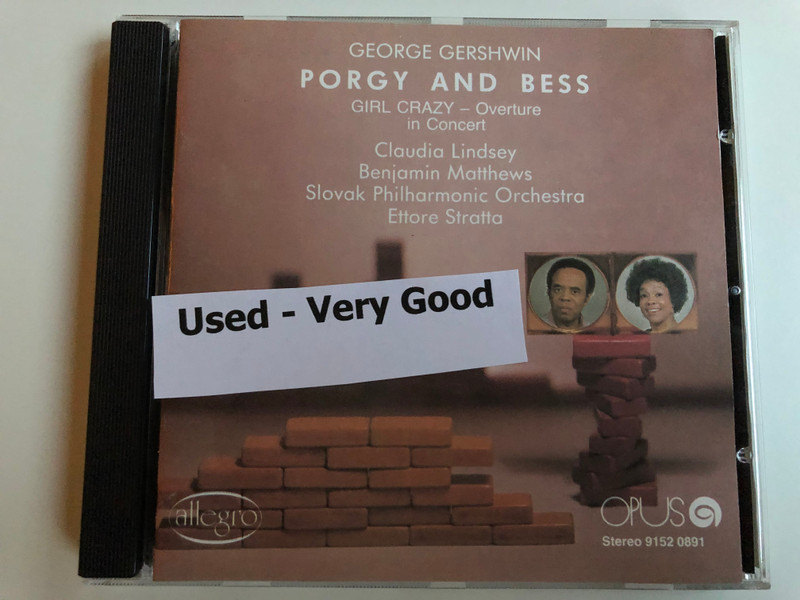 GEORGE GERSHWIN
PORGY AND BESS
GIRL CRAZY – Overture
in Concert
Claudia Lindsey
Benjamin Matthews
Slovak Philharmonic Orchestra
Ettore Stratta
Used - Very Good
allegro
OPUS
Stereo 9152 0891